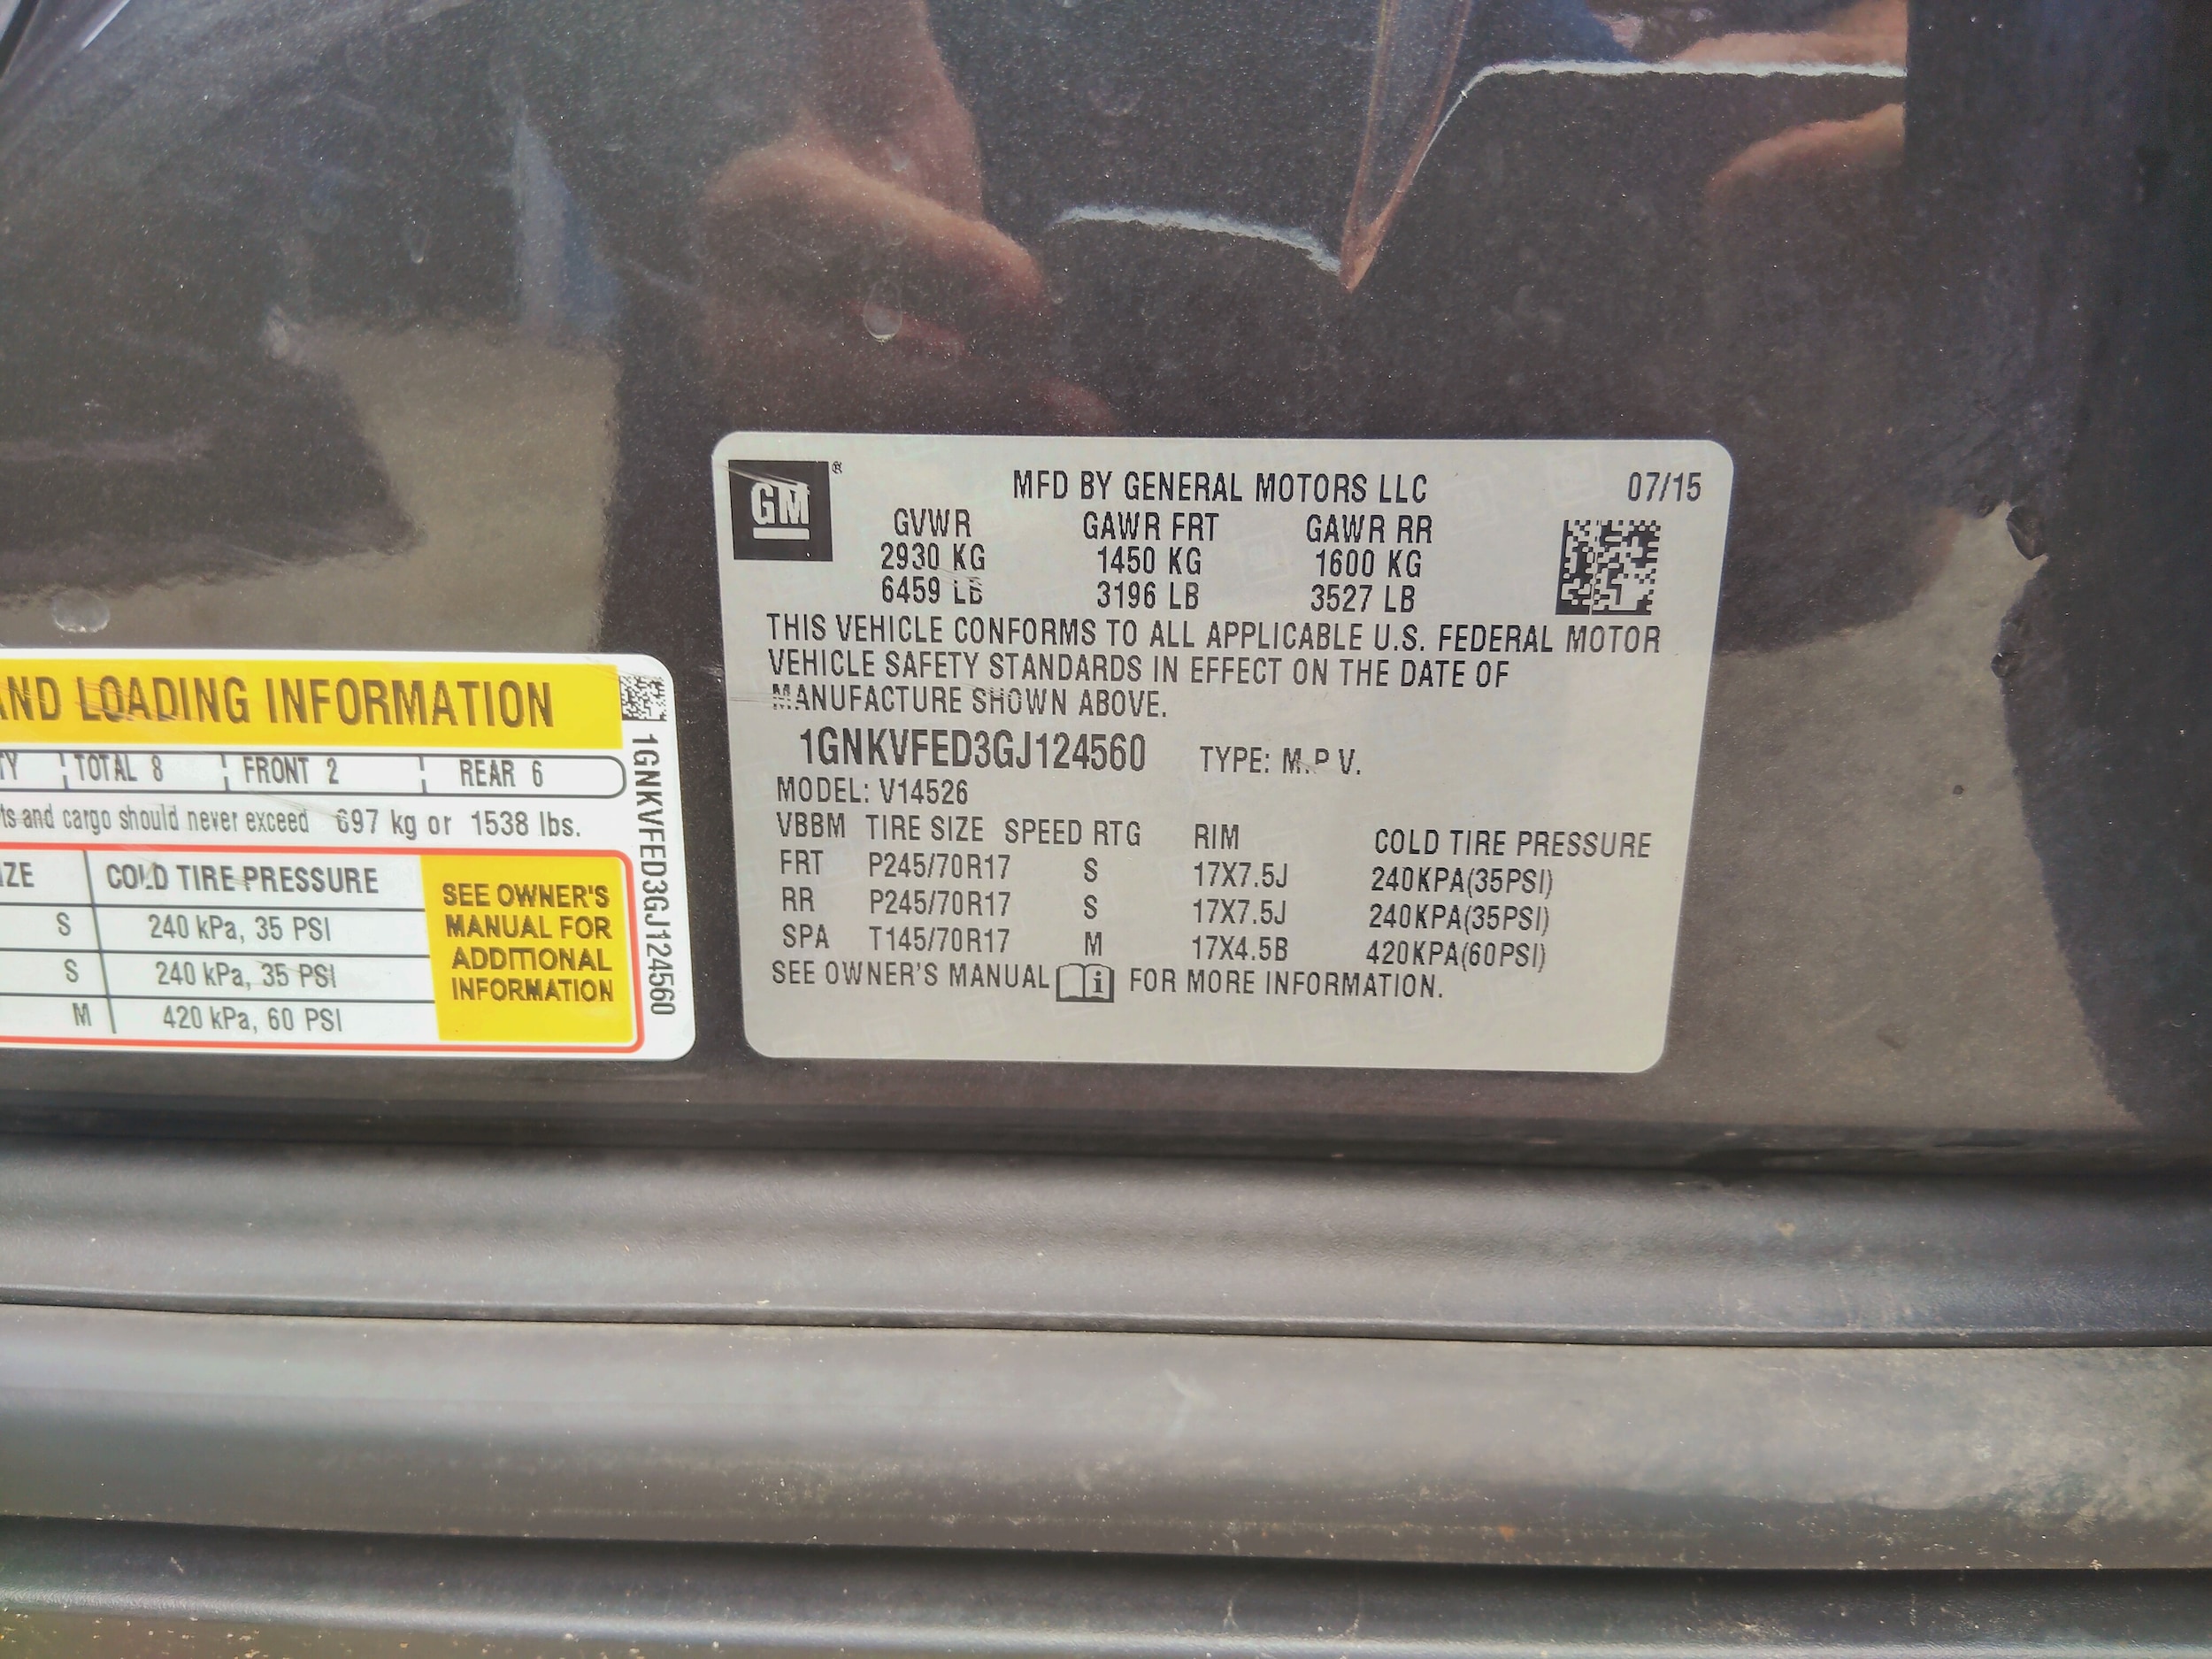 AND LOADING INFORMATION
TOTAL 8 FRONT 2 REAR 6
and cargo should never exceed 697 kg or 1538 lbs.
COLD TIRE PRESSURE
S 240 kPa, 35 PSI
S 240 kPa, 35 PSI
M 420 kPa, 60 PSI
SEE OWNER'S
MANUAL FOR
ADDITIONAL
INFORMATION
1GNKVFED3GJ124560
GM ®
MFD BY GENERAL MOTORS LLC 07/15
GVWR GAWR FRT GAWR RR
2930 KG 1450 KG 1600 KG
6459 LB 3196 LB 3527 LB
THIS VEHICLE CONFORMS TO ALL APPLICABLE U.S. FEDERAL MOTOR
VEHICLE SAFETY STANDARDS IN EFFECT ON THE DATE OF
MANUFACTURE SHOWN ABOVE.
1GNKVFED3GJ124560 TYPE: M.P.V.
MODEL: V14526
VBBM TIRE SIZE SPEED RTG RIM COLD TIRE PRESSURE
FRT P245/70R17 S 17X7.5J 240KPA(35PSI)
RR P245/70R17 S 17X7.5J 240KPA(35PSI)
SPA T145/70R17 M 17X4.5B 420KPA(60PSI)
SEE OWNER'S MANUAL i FOR MORE INFORMATION.